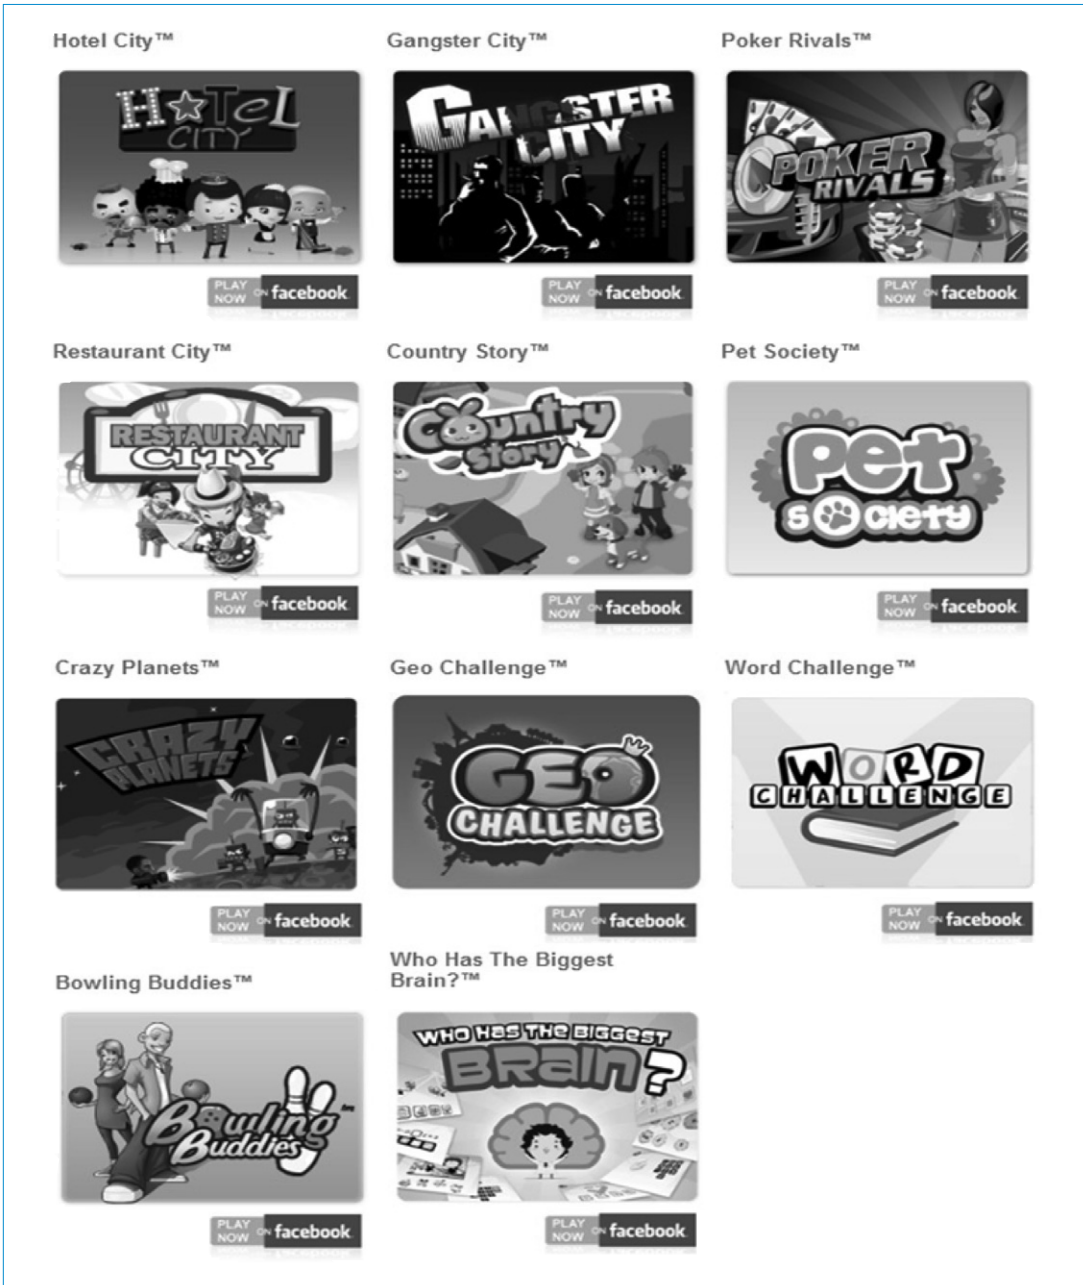 Hotel City™
Gangster City™
Poker Rivals™
HOTeL
CITY
GANGSTER
CITY
POKER
RIVALS
PLAY
NOW ON facebook.
PLAY
NOW ON facebook.
PLAY
NOW ON facebook.
Restaurant City™
Country Story™
Pet Society™
RESTAURANT
CITY
Country
Story
Pet
sOciety
PLAY
NOW ON facebook.
PLAY
NOW ON facebook.
PLAY
NOW ON facebook.
Crazy Planets™
Geo Challenge™
Word Challenge™
CRAZY
PLANETS
GEO
CHALLENGE
WORD
CHALLENGE
PLAY
NOW ON facebook.
PLAY
NOW ON facebook.
PLAY
NOW ON facebook.
Bowling Buddies™
Who Has The Biggest
Brain?™
Bowling™
Buddies
WHO HAS THE BIGGEST
BRAIN?
PLAY
NOW ON facebook.
PLAY
NOW ON facebook.